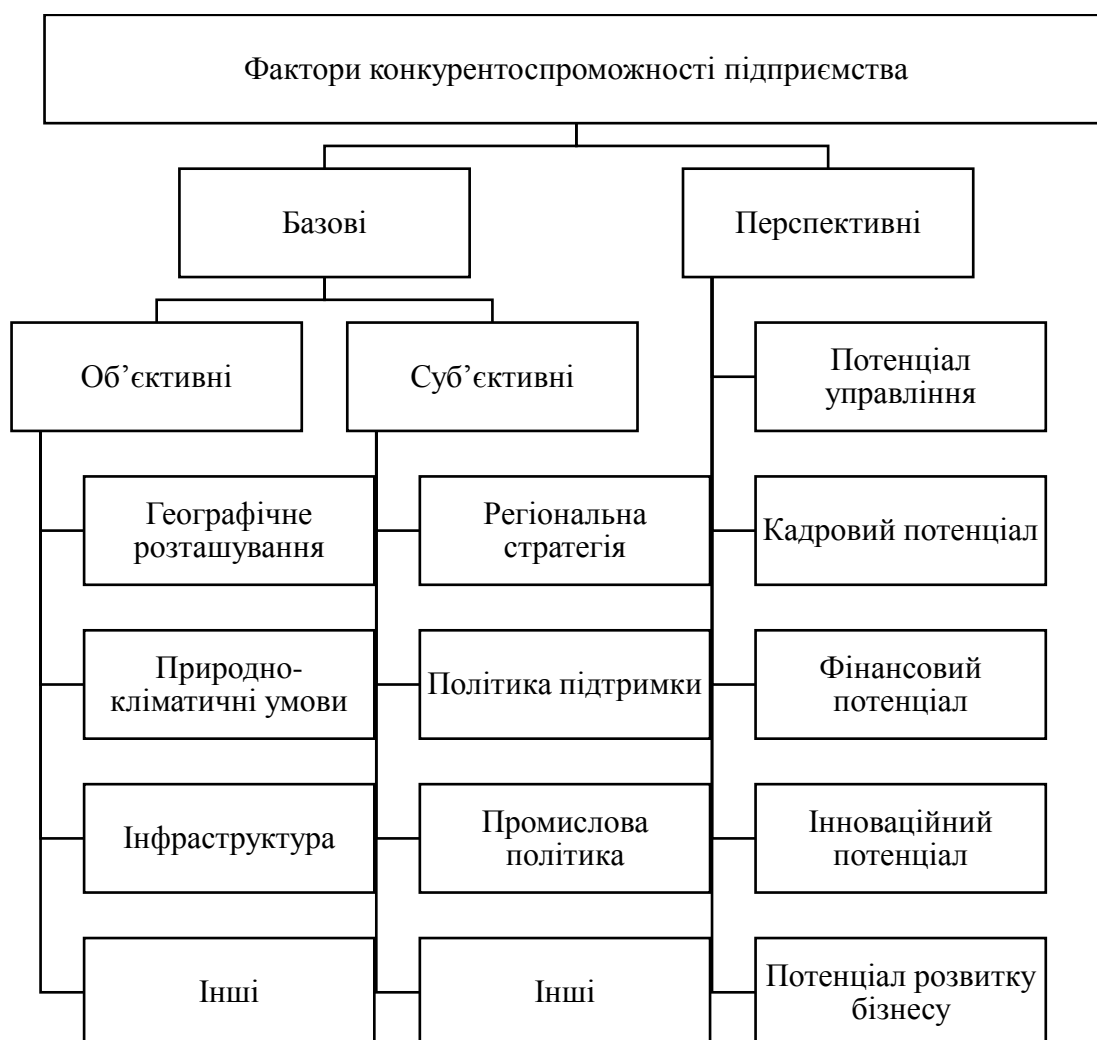 Фактори конкурентоспроможності підприємства
Базові
Перспективні
Об’єктивні
Суб’єктивні
Потенціал
управління
Географічне
розташування
Регіональна
стратегія
Кадровий потенціал
Природно-
кліматичні умови
Політика підтримки
Фінансовий
потенціал
Інфраструктура
Промислова
політика
Інноваційний
потенціал
Інші
Інші
Потенціал розвитку
бізнесу